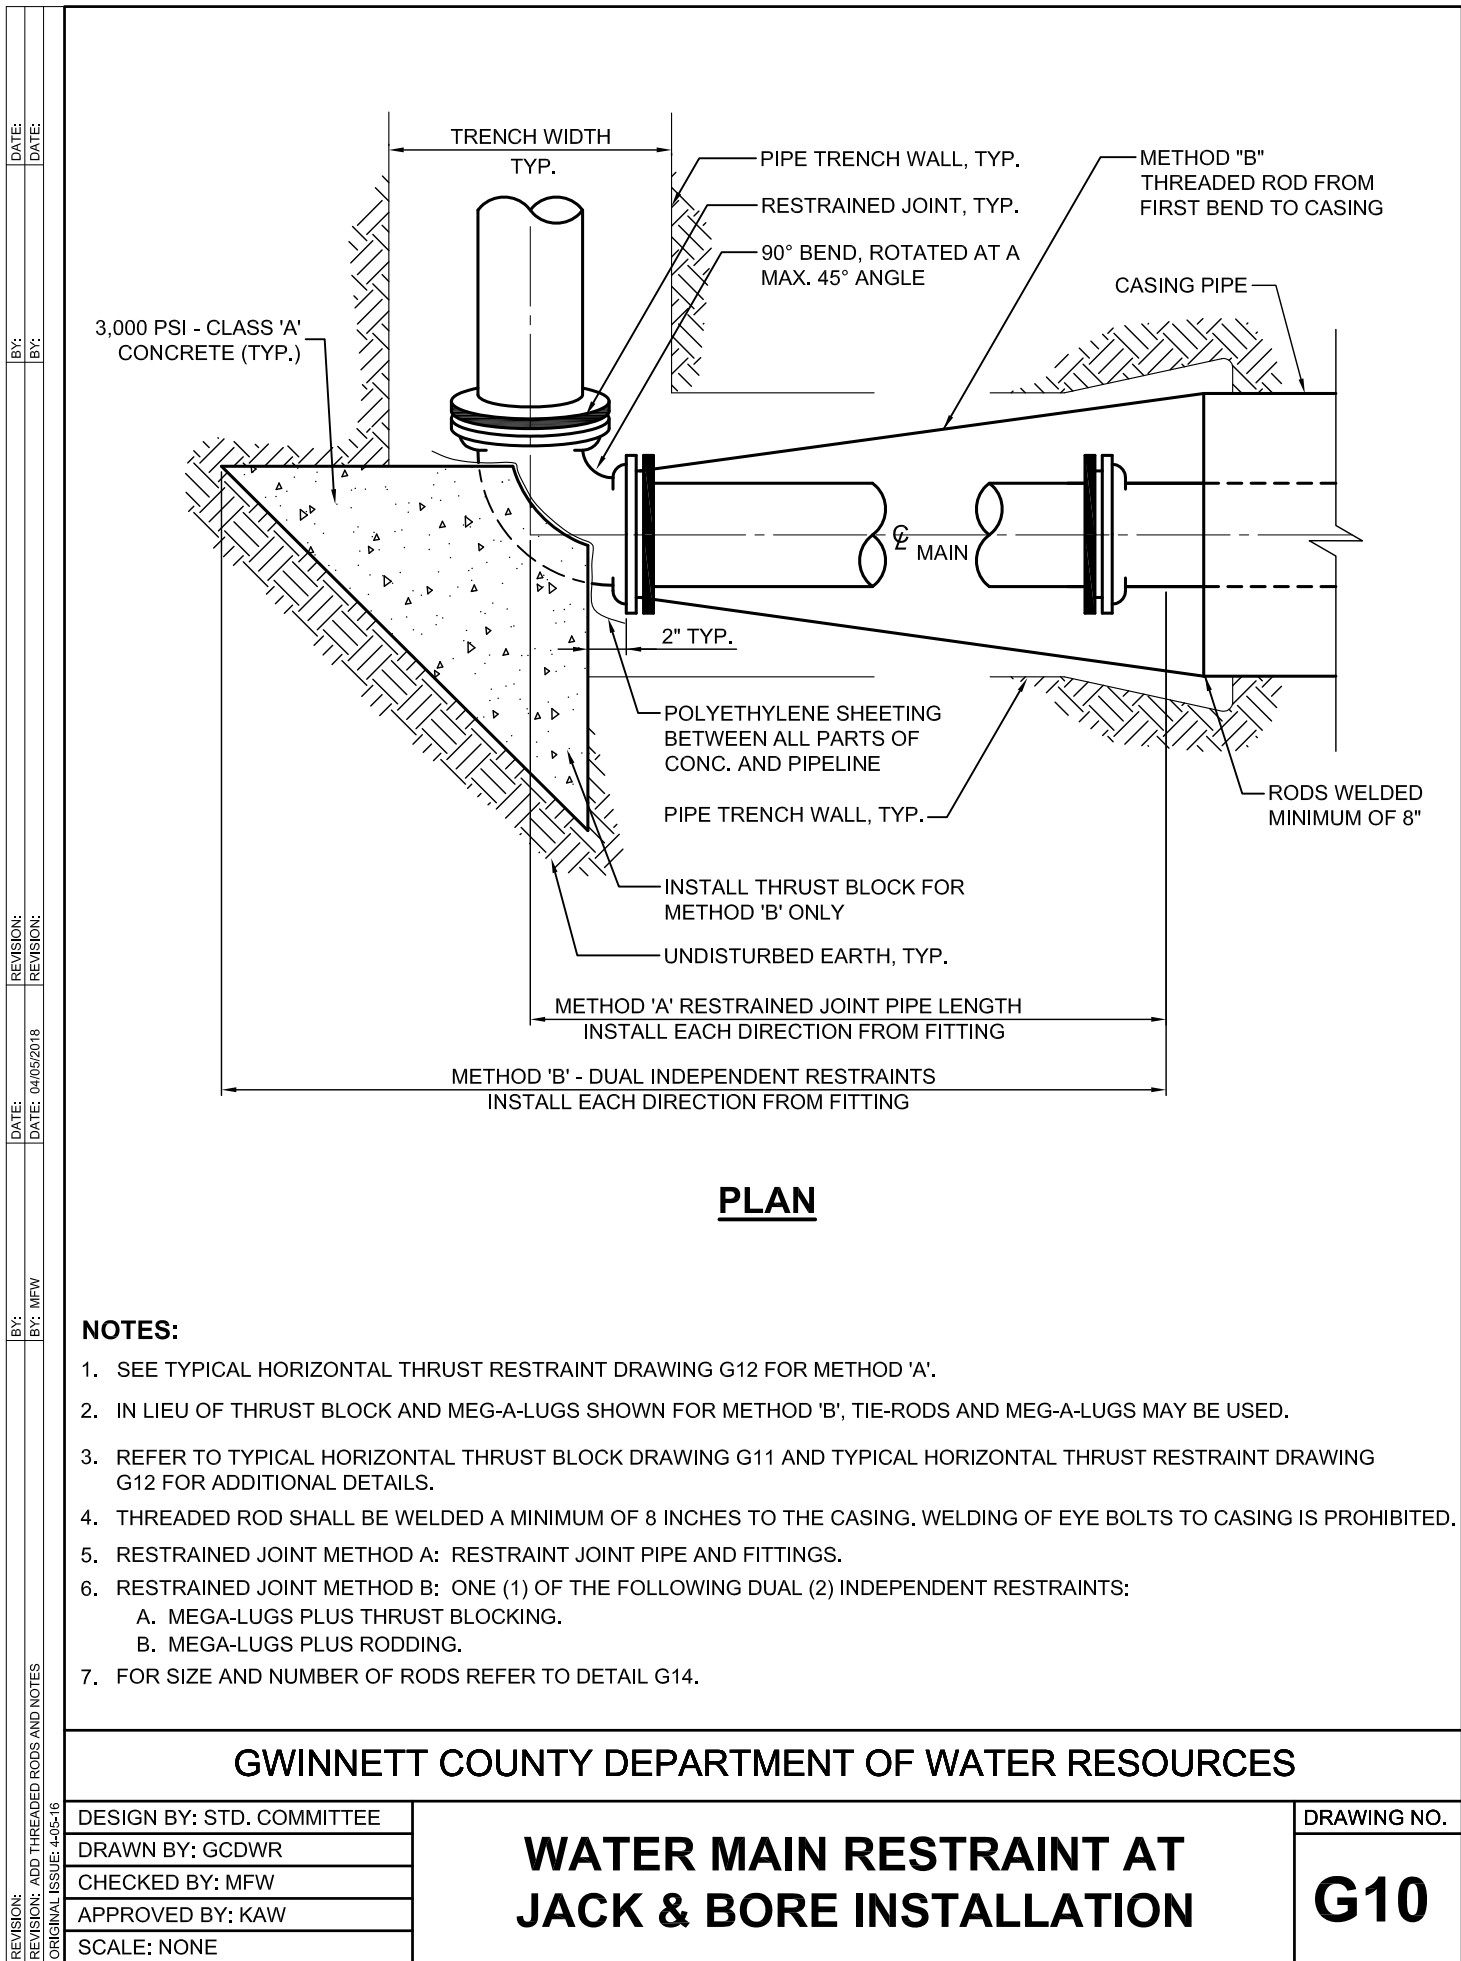 TRENCH WIDTH
TYP.
PIPE TRENCH WALL, TYP.
RESTRAINED JOINT, TYP.
90° BEND, ROTATED AT A
MAX. 45° ANGLE
METHOD "B"
THREADED ROD FROM
FIRST BEND TO CASING
CASING PIPE
3,000 PSI - CLASS 'A'
CONCRETE (TYP.)
℄ MAIN
2" TYP.
POLYETHYLENE SHEETING
BETWEEN ALL PARTS OF
CONC. AND PIPELINE
PIPE TRENCH WALL, TYP.
RODS WELDED
MINIMUM OF 8"
INSTALL THRUST BLOCK FOR
METHOD 'B' ONLY
UNDISTURBED EARTH, TYP.
METHOD 'A' RESTRAINED JOINT PIPE LENGTH
INSTALL EACH DIRECTION FROM FITTING
METHOD 'B' - DUAL INDEPENDENT RESTRAINTS
INSTALL EACH DIRECTION FROM FITTING
PLAN
NOTES:
1. SEE TYPICAL HORIZONTAL THRUST RESTRAINT DRAWING G12 FOR METHOD 'A'.
2. IN LIEU OF THRUST BLOCK AND MEG-A-LUGS SHOWN FOR METHOD 'B', TIE-RODS AND MEG-A-LUGS MAY BE USED.
3. REFER TO TYPICAL HORIZONTAL THRUST BLOCK DRAWING G11 AND TYPICAL HORIZONTAL THRUST RESTRAINT DRAWING
G12 FOR ADDITIONAL DETAILS.
4. THREADED ROD SHALL BE WELDED A MINIMUM OF 8 INCHES TO THE CASING. WELDING OF EYE BOLTS TO CASING IS PROHIBITED.
5. RESTRAINED JOINT METHOD A: RESTRAINT JOINT PIPE AND FITTINGS.
6. RESTRAINED JOINT METHOD B: ONE (1) OF THE FOLLOWING DUAL (2) INDEPENDENT RESTRAINTS:
A. MEGA-LUGS PLUS THRUST BLOCKING.
B. MEGA-LUGS PLUS RODDING.
7. FOR SIZE AND NUMBER OF RODS REFER TO DETAIL G14.
GWINNETT COUNTY DEPARTMENT OF WATER RESOURCES
DESIGN BY: STD. COMMITTEE
DRAWN BY: GCDWR
CHECKED BY: MFW
APPROVED BY: KAW
SCALE: NONE
WATER MAIN RESTRAINT AT
JACK & BORE INSTALLATION
DRAWING NO.
G10
REVISION: BY: DATE: REVISION: BY: DATE:
REVISION: ADD THREADED RODS AND NOTES BY: MFW DATE: 04/05/2018 REVISION: BY: DATE:
ORIGINAL ISSUE: 4-05-16